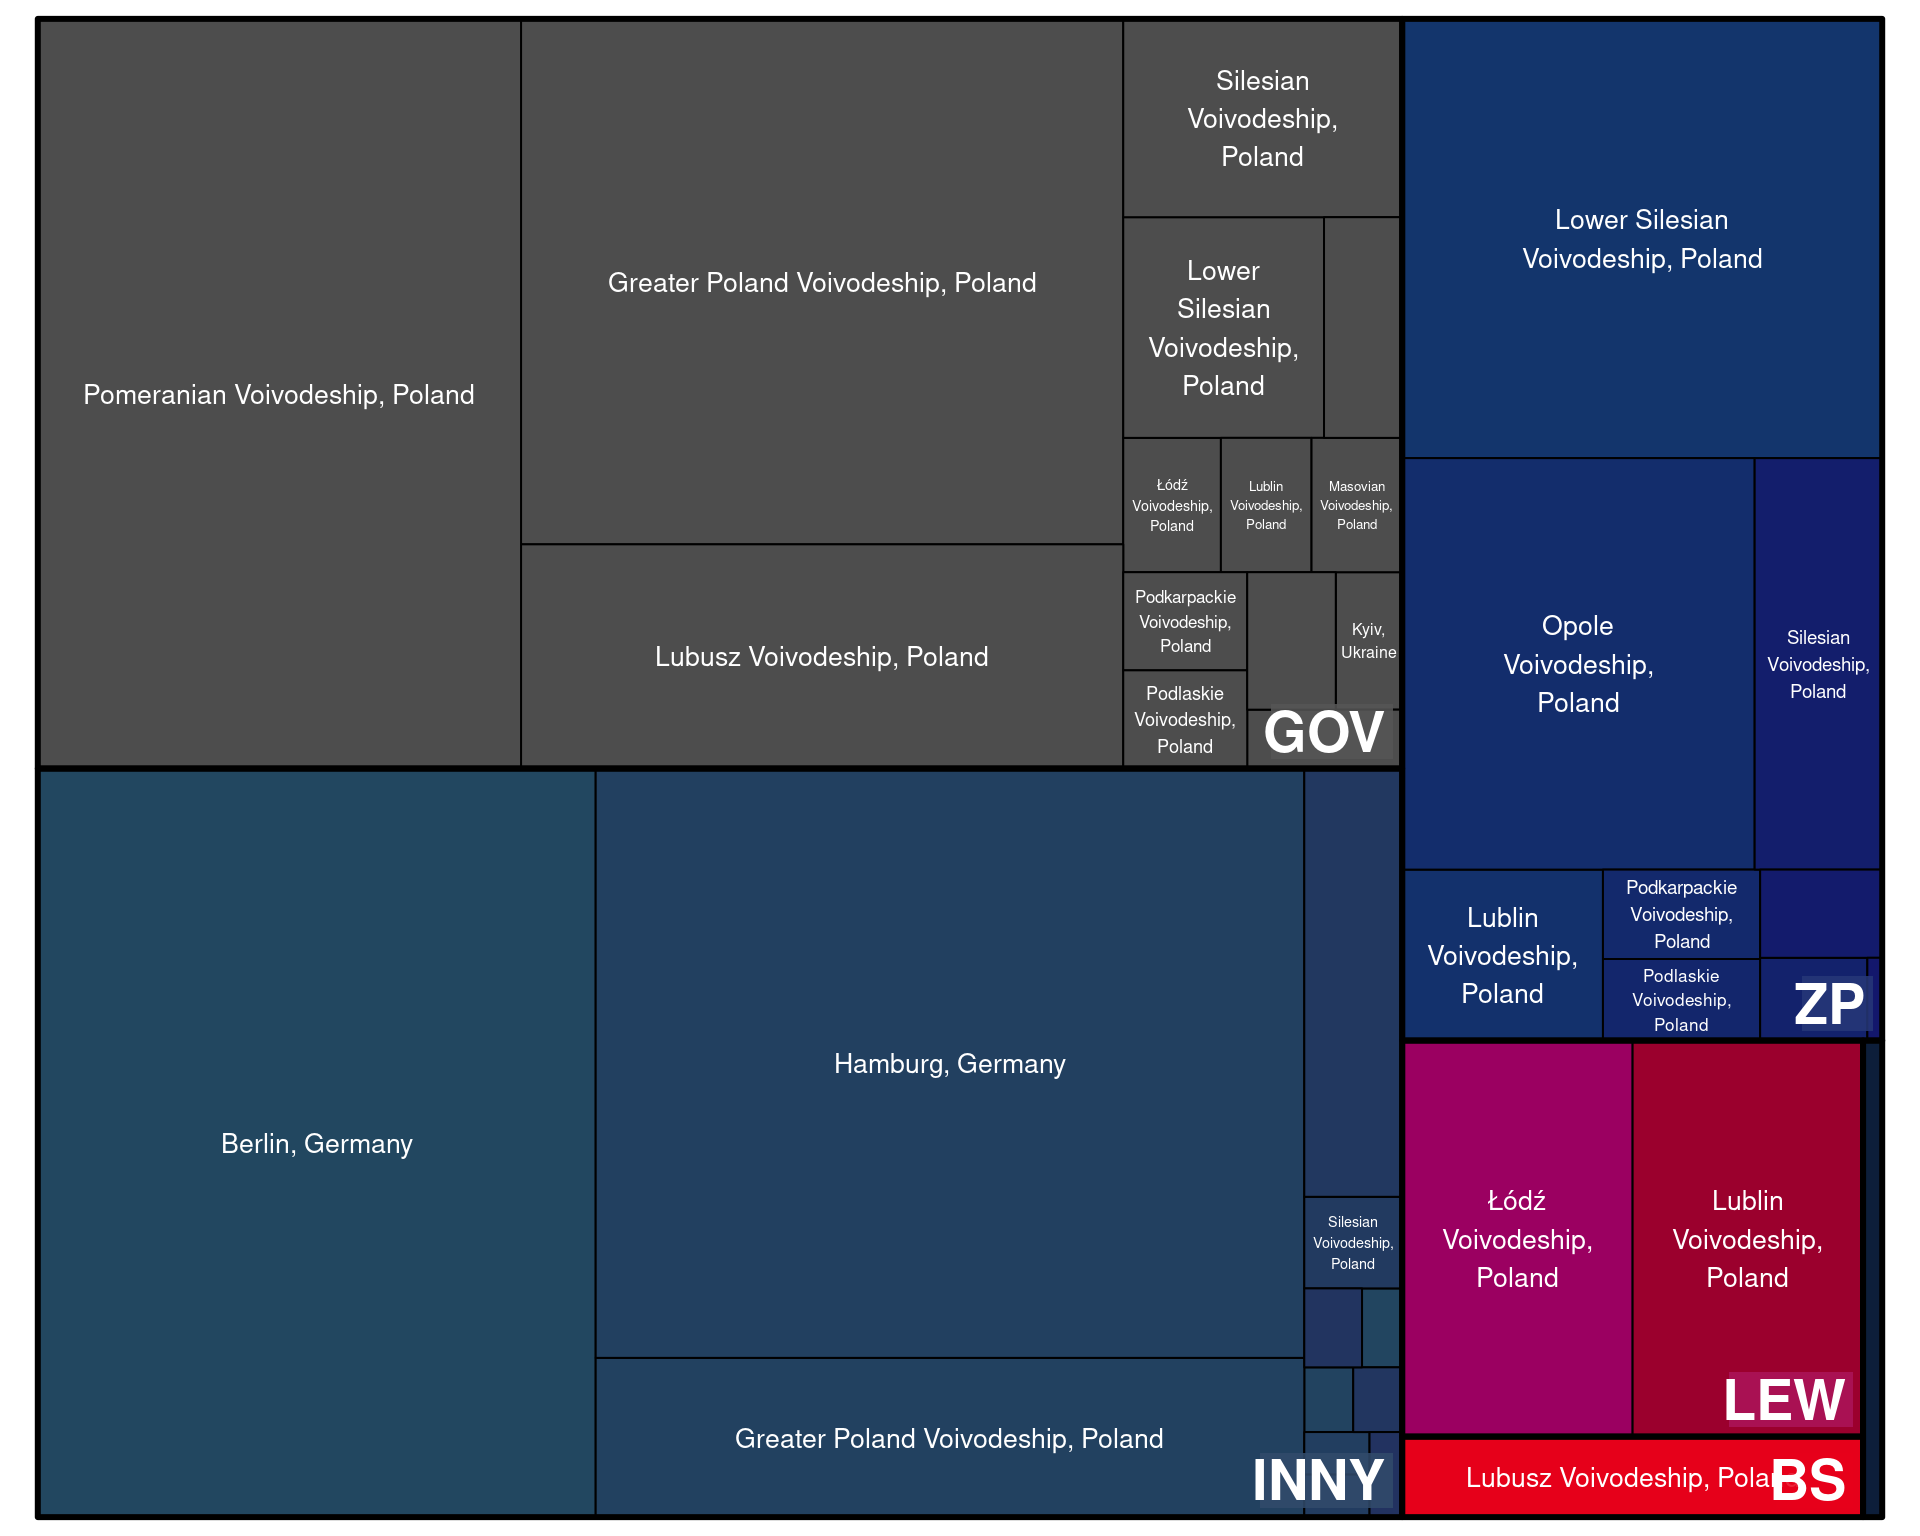 Pomeranian Voivodeship, Poland
Greater Poland Voivodeship, Poland
Lubusz Voivodeship, Poland
Silesian
Voivodeship,
Poland
Lower
Silesian
Voivodeship,
Poland
Łódź
Voivodeship,
Poland
Lublin
Voivodeship,
Poland
Masovian
Voivodeship,
Poland
Podkarpackie
Voivodeship,
Poland
Podlaskie
Voivodeship,
Poland
Kyiv,
Ukraine
GOV
Berlin, Germany
Hamburg, Germany
Greater Poland Voivodeship, Poland
Silesian
Voivodeship,
Poland
INNY
Lower Silesian
Voivodeship, Poland
Opole
Voivodeship,
Poland
Silesian
Voivodeship,
Poland
Lublin
Voivodeship,
Poland
Podkarpackie
Voivodeship,
Poland
Podlaskie
Voivodeship,
Poland
ZP
Łódź
Voivodeship,
Poland
Lublin
Voivodeship,
Poland
LEW
Lubusz Voivodeship, Polan
BS